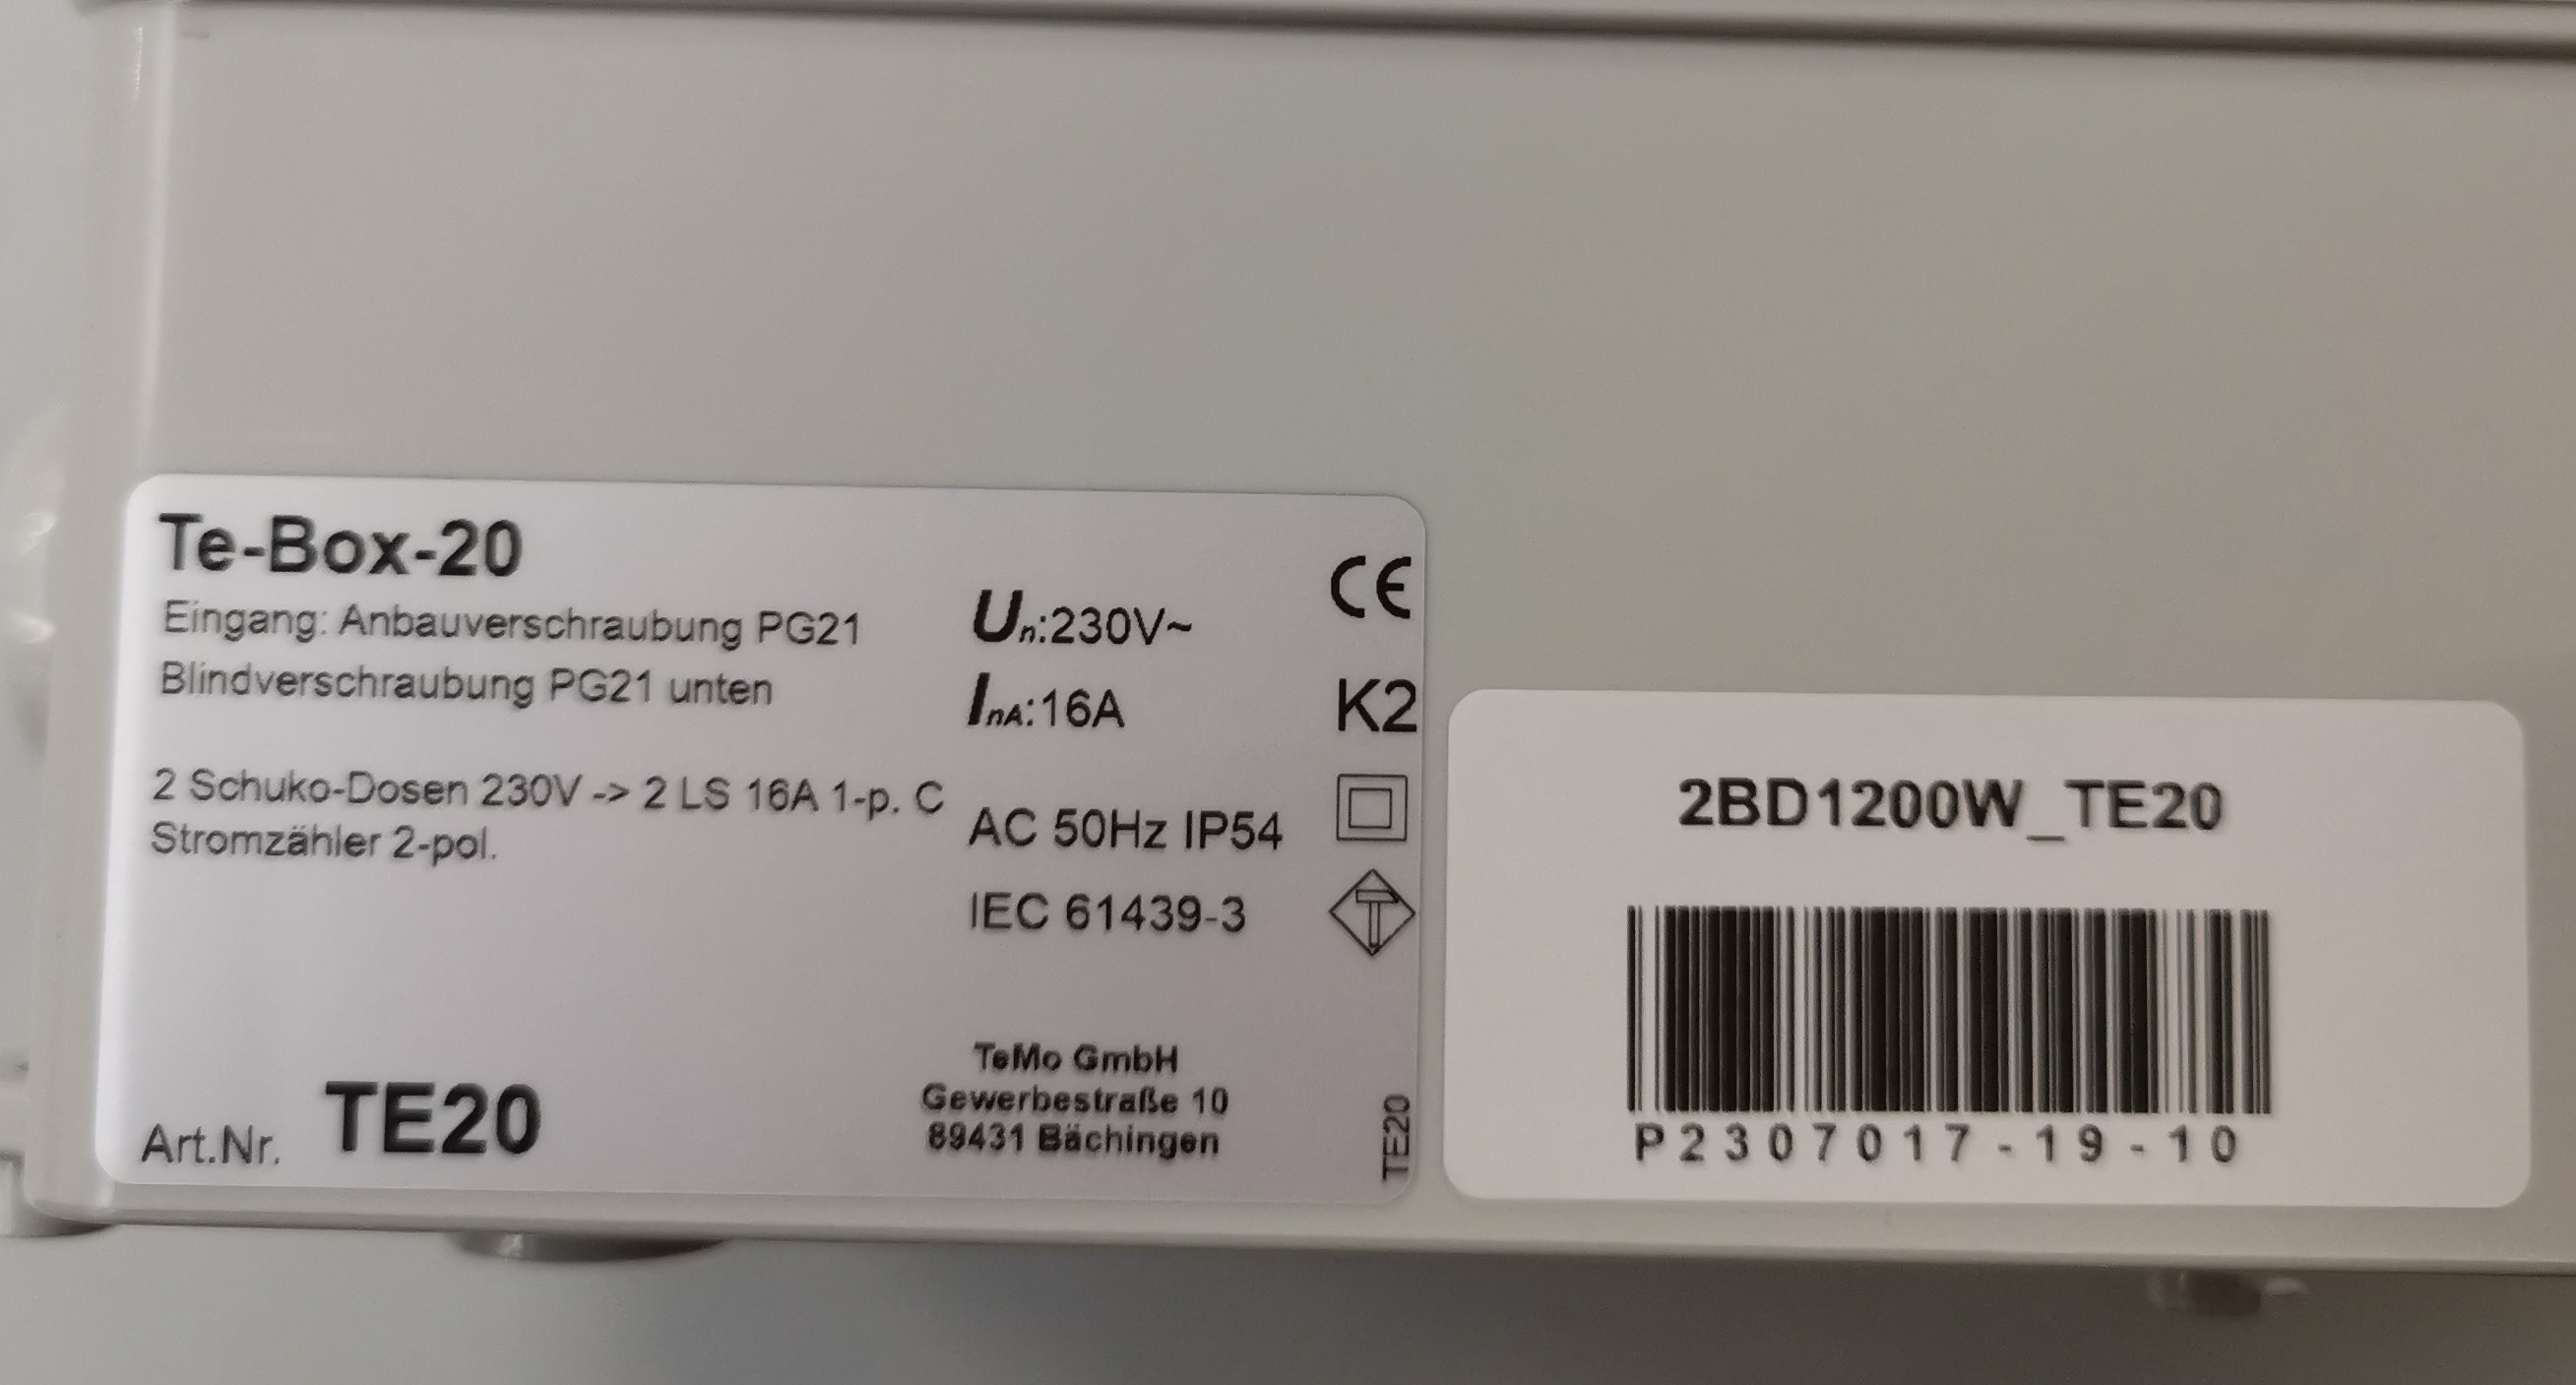 Te-Box-20
Eingang: Anbauverschraubung PG21
Blindverschraubung PG21 unten
2 Schuko-Dosen 230V -> 2 LS 16A 1-p. C
Stromzähler 2-pol.
Art.Nr. TE20
Un:230V~
InA:16A
AC 50Hz IP54
IEC 61439-3
TeMo GmbH
Gewerbestraße 10
89431 Bächingen
CE
K2
T
TE20
2BD1200W_TE20
P2307017-19-10